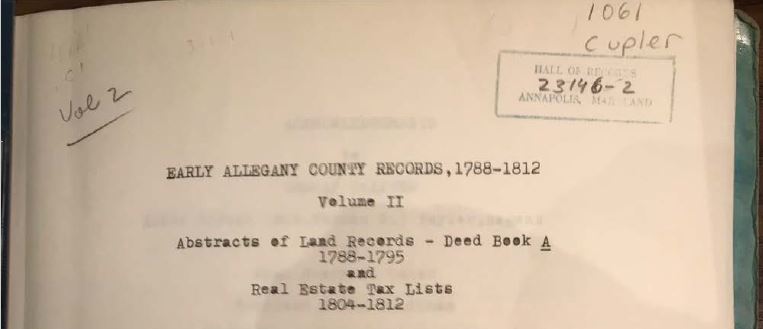 1061
Cupler
HALL OF RECORDS
23146-2
ANNAPOLIS, MARYLAND
Vol 2
EARLY ALLEGANY COUNTY RECORDS, 1788-1812
Volume II
Abstracts of Land Records - Deed Book A
1788-1795
and
Real Estate Tax Lists
1804-1812